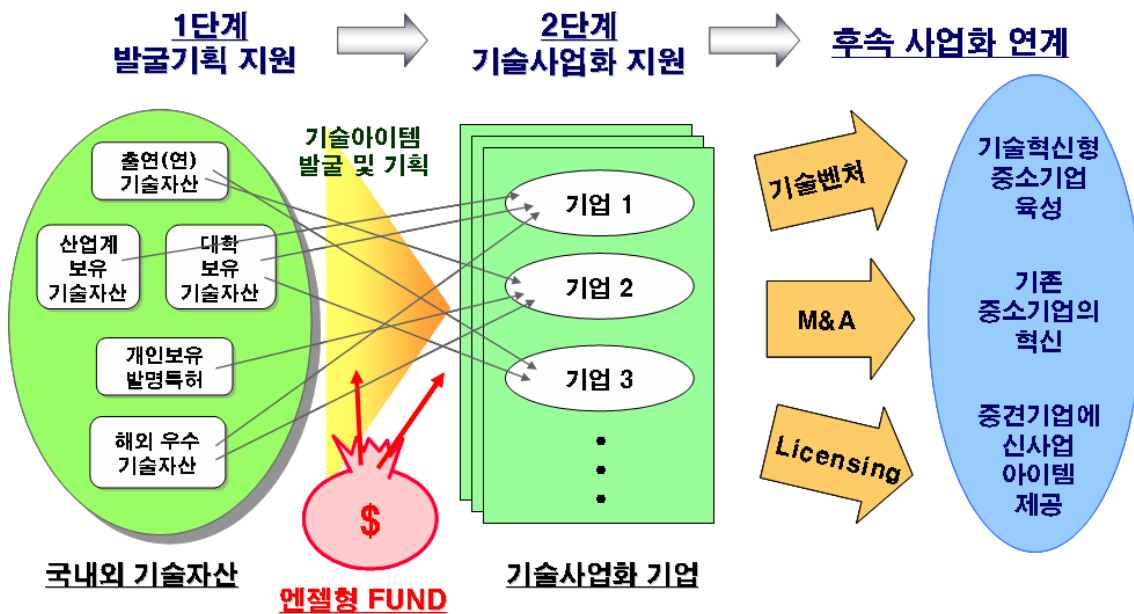 1단계
발굴기획 지원
2단계
기술사업화 지원
후속 사업화 연계
출연(연)
기술자산
산업계
보유
기술자산
대학
보유
기술자산
개인보유
발명특허
해외 우수
기술자산
국내외 기술자산
기술아이템
발굴 및 기획
$
엔젤형 FUND
기업 1
기업 2
기업 3
기술사업화 기업
기술벤처
M&A
Licensing
기술혁신형
중소기업
육성
기존
중소기업의
혁신
중견기업에
신사업
아이템
제공